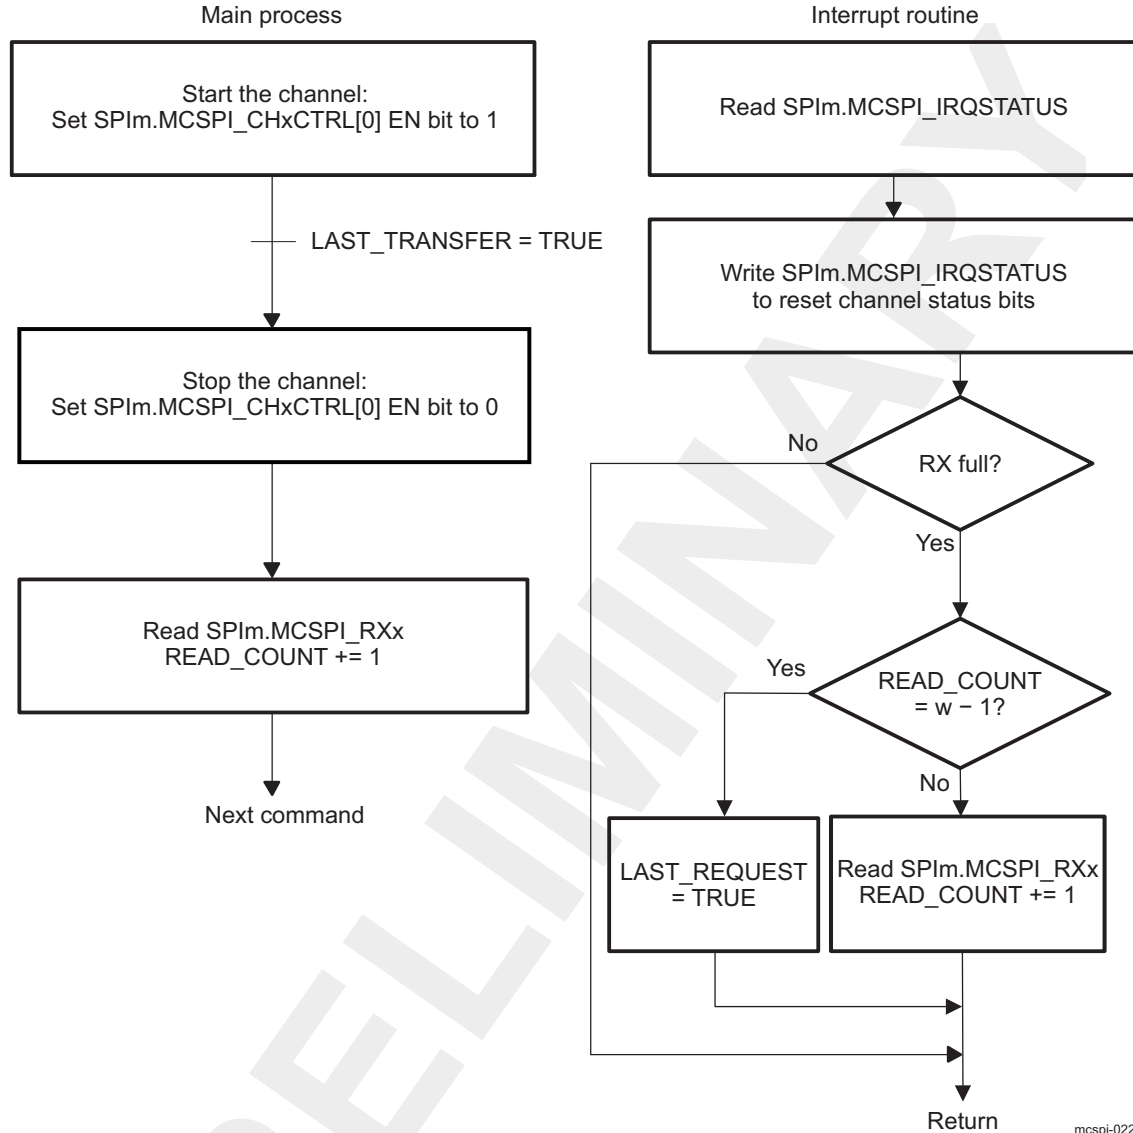 Main process
Start the channel:
Set SPIm.MCSPI_CHxCTRL[0] EN bit to 1
LAST_TRANSFER = TRUE
Stop the channel:
Set SPIm.MCSPI_CHxCTRL[0] EN bit to 0
Read SPIm.MCSPI_RXx
READ_COUNT += 1
Next command
Interrupt routine
Read SPIm.MCSPI_IRQSTATUS
Write SPIm.MCSPI_IRQSTATUS
to reset channel status bits
No
RX full?
Yes
Yes
READ_COUNT
= w − 1?
No
LAST_REQUEST
= TRUE
Read SPIm.MCSPI_RXx
READ_COUNT += 1
Return
mcspi-022
PRELIMINARY